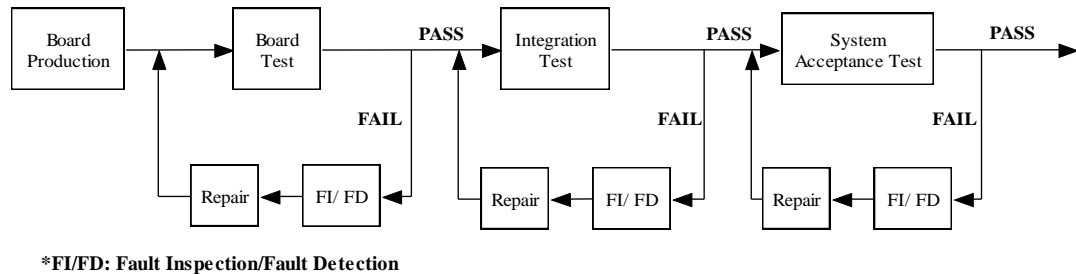 Board
Production
Board
Test
PASS
Integration
Test
PASS
System
Acceptance Test
PASS
FAIL
FAIL
FAIL
Repair
FI/ FD
Repair
FI/ FD
Repair
FI/ FD
*FI/FD: Fault Inspection/Fault Detection